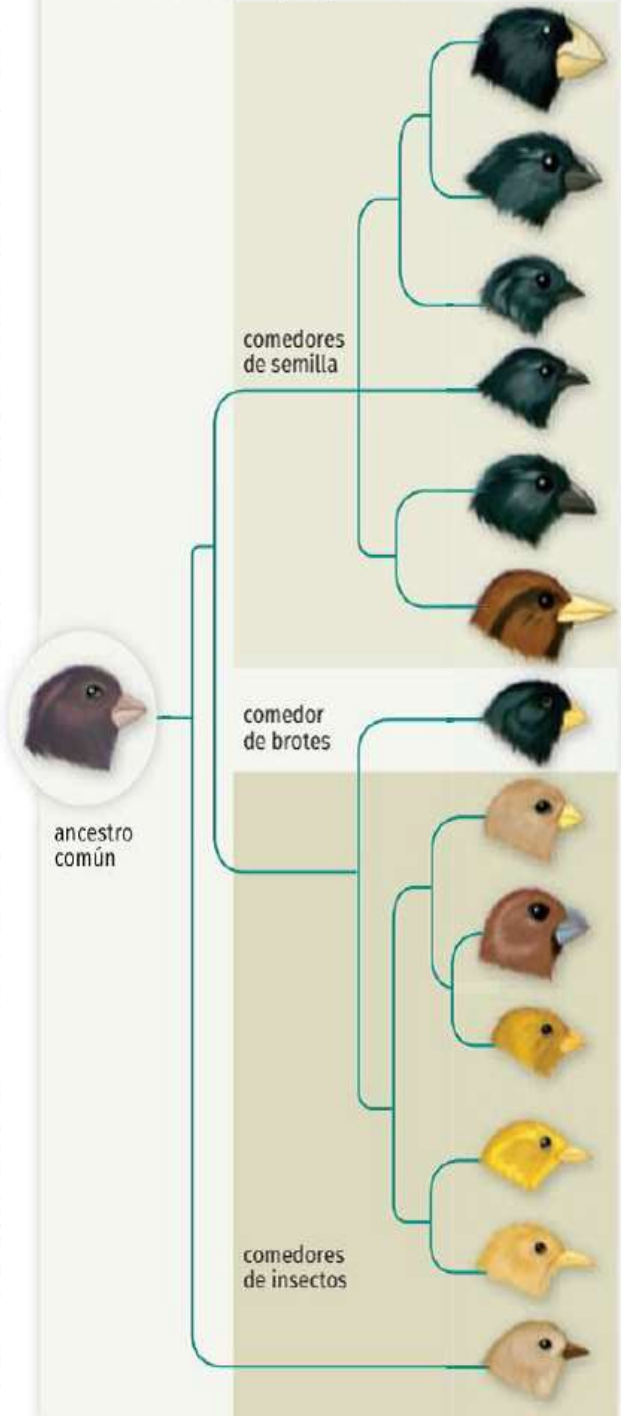 comedores
de semilla
comedor
de brotes
ancestro
común
comedores
de insectos